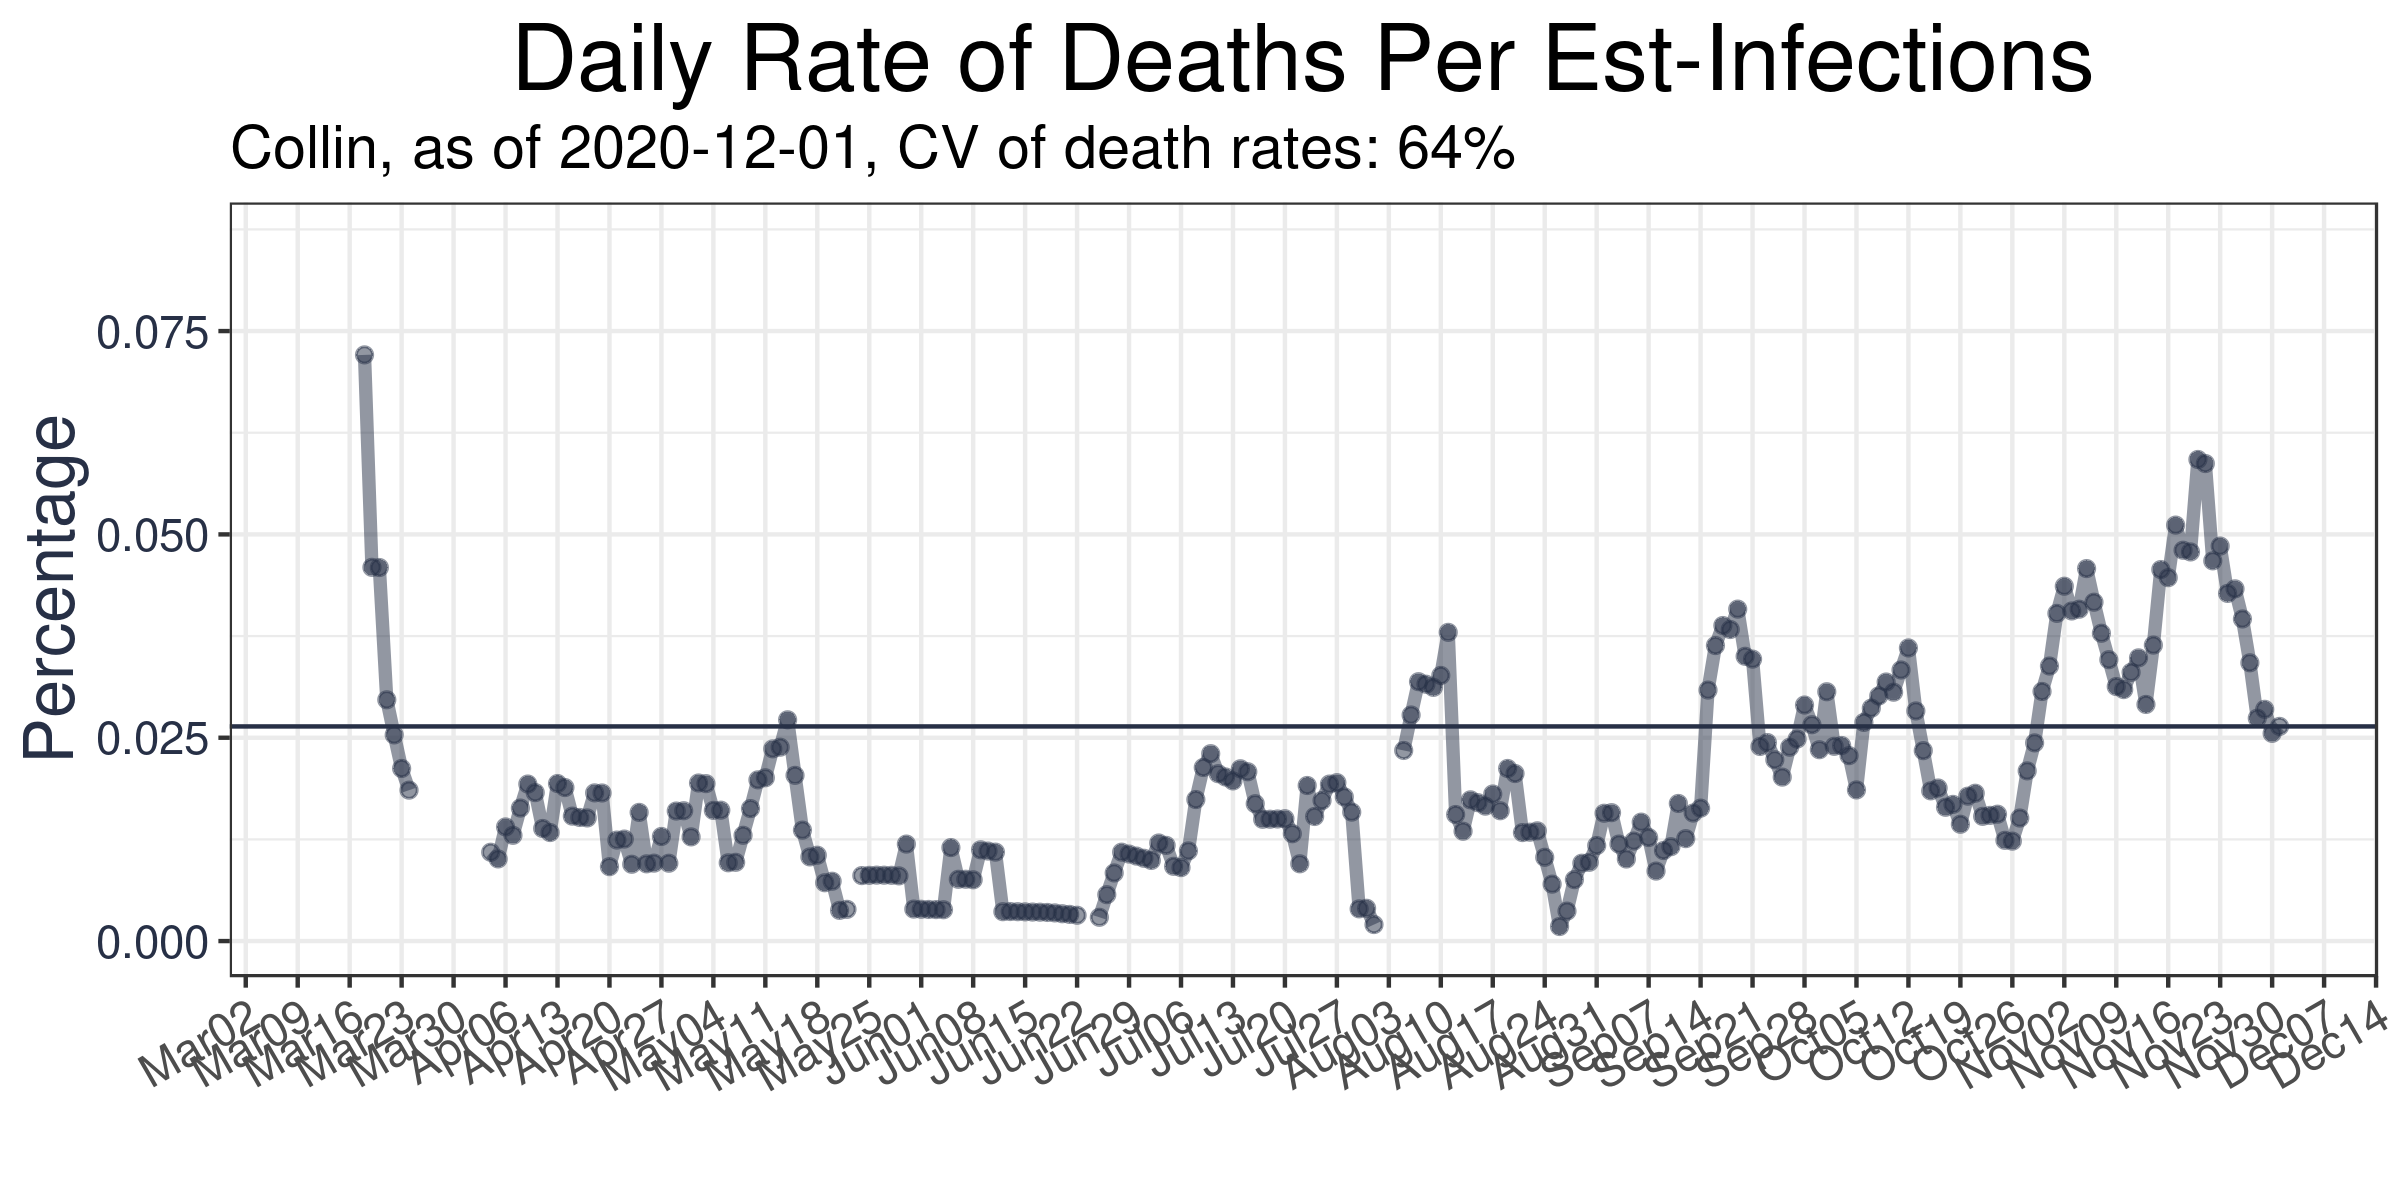 Daily Rate of Deaths Per Est-Infections
Collin, as of 2020-12-01, CV of death rates: 64%
Percentage
0.075
0.050
0.025
0.000
Mar02
Mar09
Mar16
Mar23
Mar30
Apr06
Apr13
Apr20
Apr27
May04
May11
May18
May25
Jun01
Jun08
Jun15
Jun22
Jun29
Jul06
Jul13
Jul20
Jul27
Aug03
Aug10
Aug17
Aug24
Aug31
Sep07
Sep14
Sep21
Sep28
Oct05
Oct12
Oct19
Oct26
Nov02
Nov09
Nov16
Nov23
Nov30
Dec07
Dec14